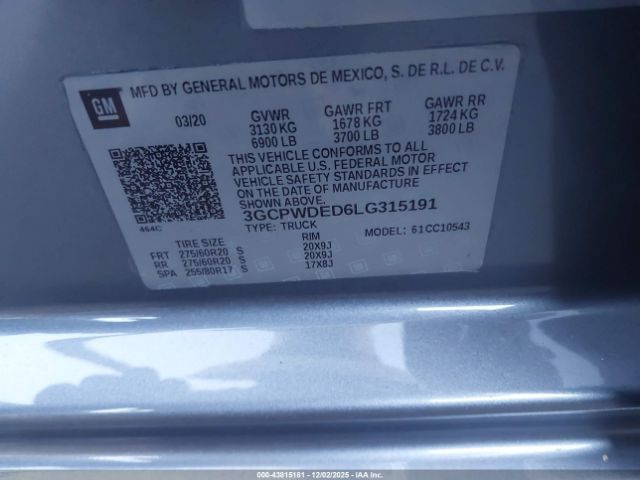 GM
MFD BY GENERAL MOTORS DE MEXICO, S. DE R.L. DE C.V.
03/20 GVWR GAWR FRT GAWR RR
3130 KG 1678 KG 1724 KG
6900 LB 3700 LB 3800 LB
THIS VEHICLE CONFORMS TO ALL
APPLICABLE U.S. FEDERAL MOTOR
VEHICLE SAFETY STANDARDS IN EFFECT
ON THE DATE OF MANUFACTURE
SHOWN ABOVE.
3GCPWDED6LG315191
464C
TYPE: TRUCK MODEL: 61CC10543
TIRE SIZE RIM
FRT 275/60R20 S 20X9J
RR 275/60R20 S 20X9J
SPA 255/80R17 S 17X8J
000-43815181 - 12/02/2025 - IAAI.COM